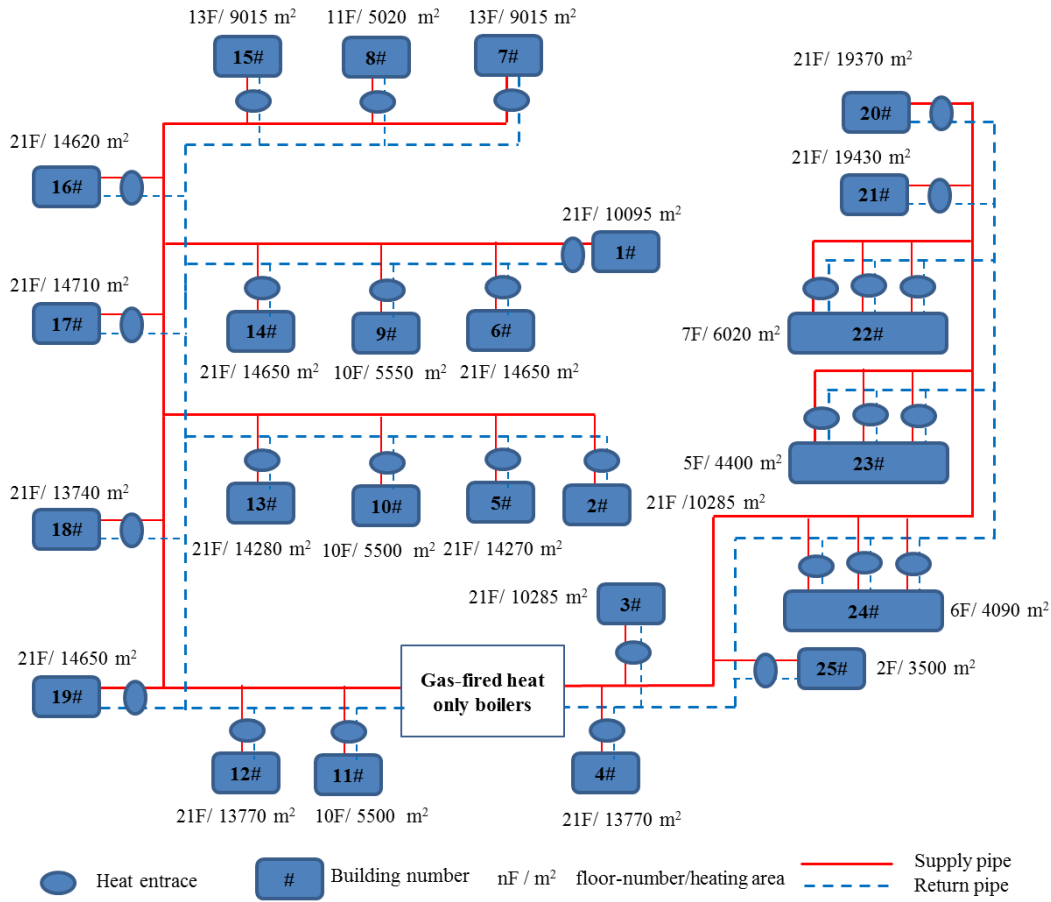 13F/ 9015 m²
11F/ 5020 m²
13F/ 9015 m²
15#
8#
7#
21F/ 19370 m²
20#
21F/ 14620 m²
16#
21F/ 19430 m²
21#
21F/ 10095 m²
1#
21F/ 14710 m²
17#
14#
9#
6#
21F/ 14650 m²
10F/ 5550 m²
21F/ 14650 m²
7F/ 6020 m²
22#
5F/ 4400 m²
23#
21F/ 13740 m²
18#
13#
10#
5#
2#
21F /10285 m²
21F/ 14280 m²
10F/ 5500 m²
21F/ 14270 m²
21F/ 10285 m²
3#
24#
6F/ 4090 m²
21F/ 14650 m²
19#
Gas-fired heat
only boilers
25#
2F/ 3500 m²
12#
11#
4#
21F/ 13770 m²
10F/ 5500 m²
21F/ 13770 m²
Heat entrace
#
Building number
nF / m²
floor-number/heating area
Supply pipe
Return pipe